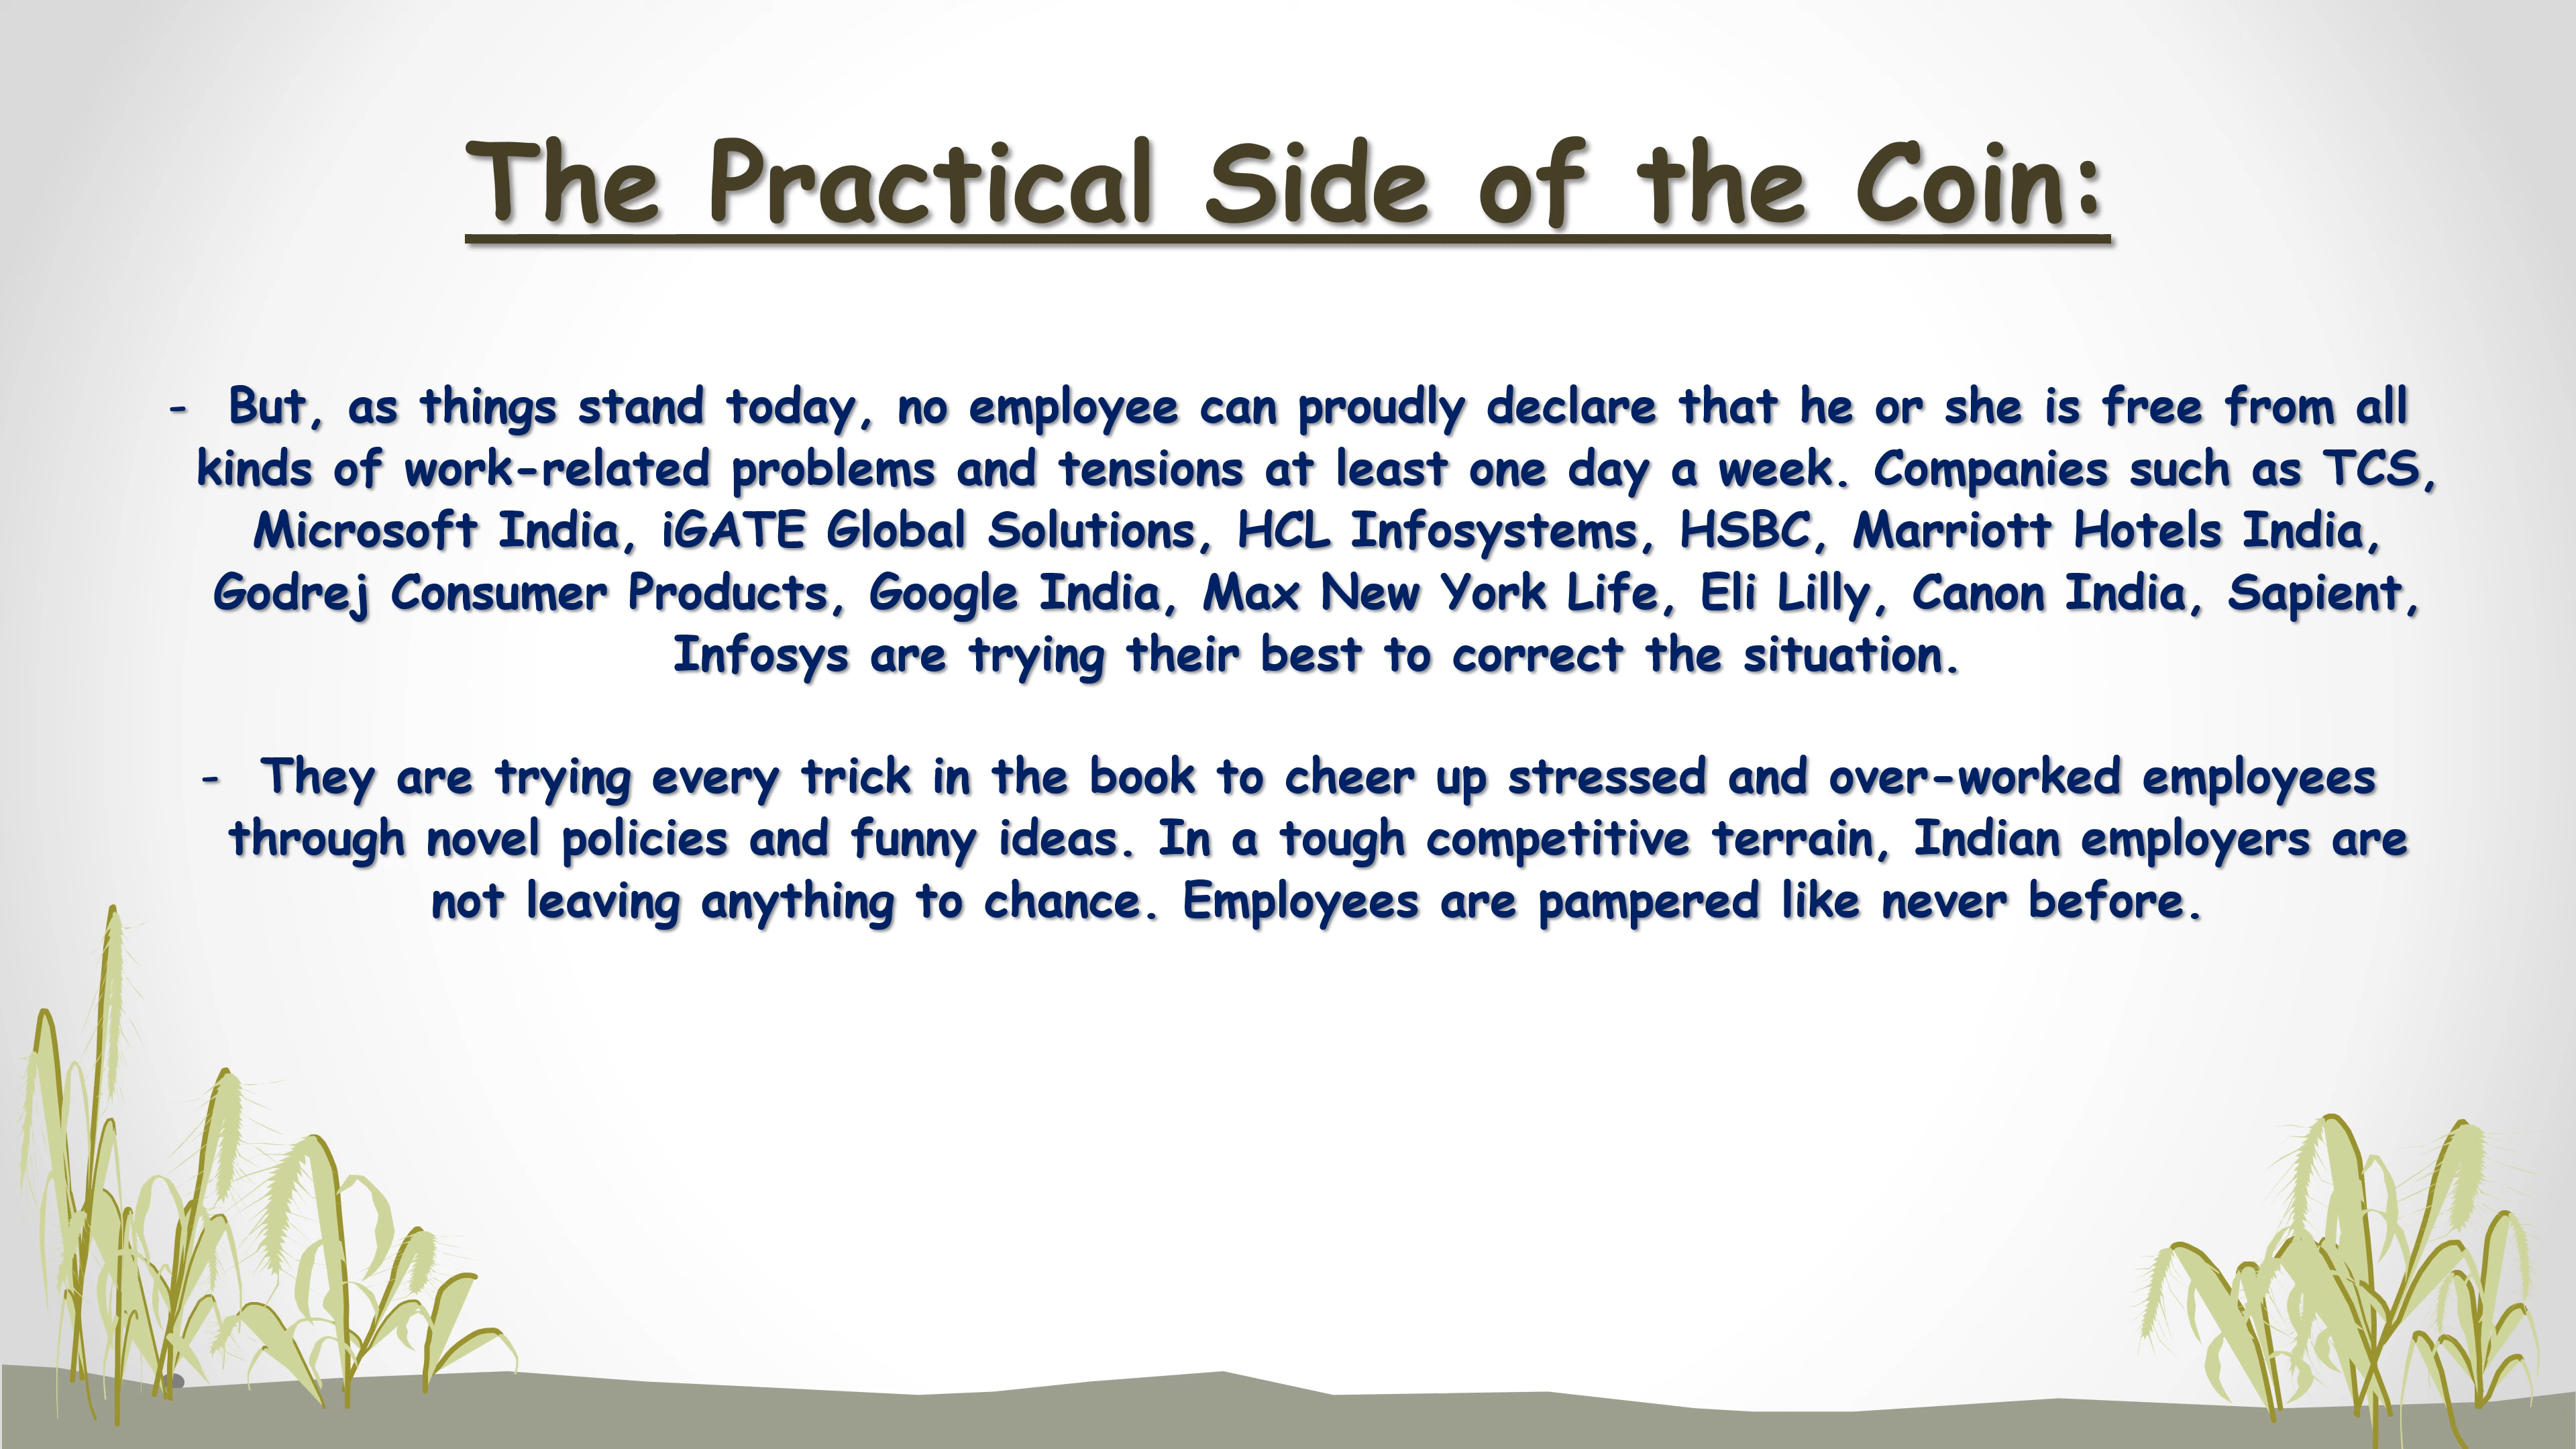 The Practical Side of the Coin:
- But, as things stand today, no employee can proudly declare that he or she is free from all
kinds of work-related problems and tensions at least one day a week. Companies such as TCS,
Microsoft India, iGATE Global Solutions, HCL Infosystems, HSBC, Marriott Hotels India,
Godrej Consumer Products, Google India, Max New York Life, Eli Lilly, Canon India, Sapient,
Infosys are trying their best to correct the situation.
- They are trying every trick in the book to cheer up stressed and over-worked employees
through novel policies and funny ideas. In a tough competitive terrain, Indian employers are
not leaving anything to chance. Employees are pampered like never before.